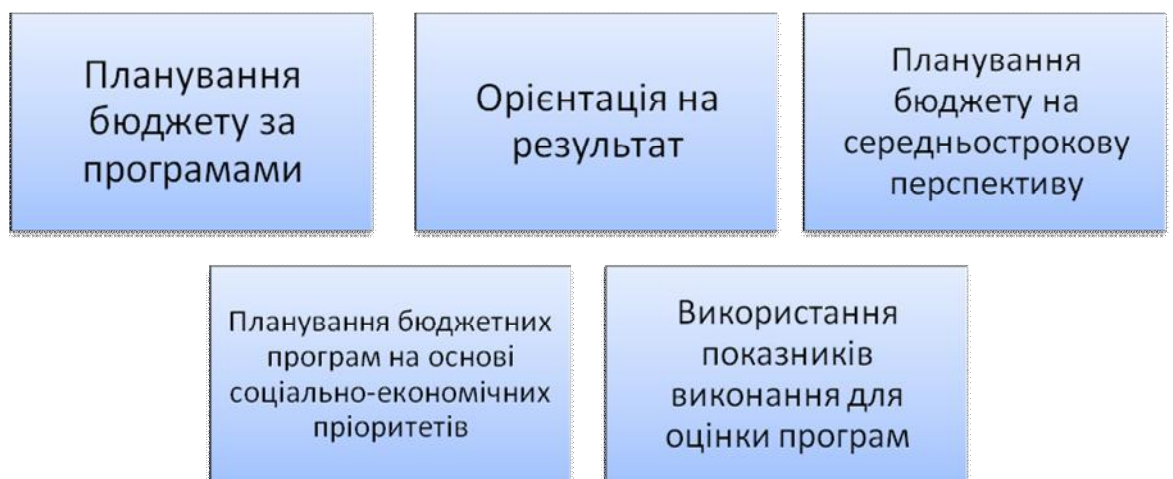 Планування
бюджету за
програмами
Орієнтація на
результат
Планування
бюджету на
середньострокову
перспективу
Планування бюджетних
програм на основі
соціально-економічних
пріоритетів
Використання
показників
виконання для
оцінки програм